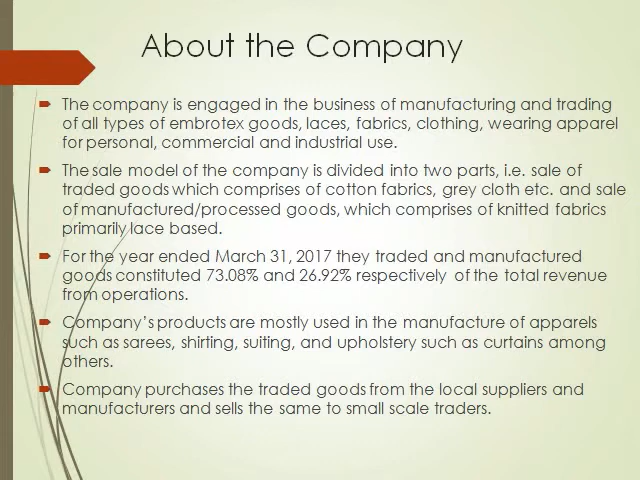 About the Company
The company is engaged in the business of manufacturing and trading
of all types of embrotex goods, laces, fabrics, clothing, wearing apparel
for personal, commercial and industrial use.
The sale model of the company is divided into two parts, i.e. sale of
traded goods which comprises of cotton fabrics, grey cloth etc. and sale
of manufactured/processed goods, which comprises of knitted fabrics
primarily lace based.
For the year ended March 31, 2017 they traded and manufactured
goods constituted 73.08% and 26.92% respectively of the total revenue
from operations.
Company's products are mostly used in the manufacture of apparels
such as sarees, shirting, suiting, and upholstery such as curtains among
others.
Company purchases the traded goods from the local suppliers and
manufacturers and sells the same to small scale traders.